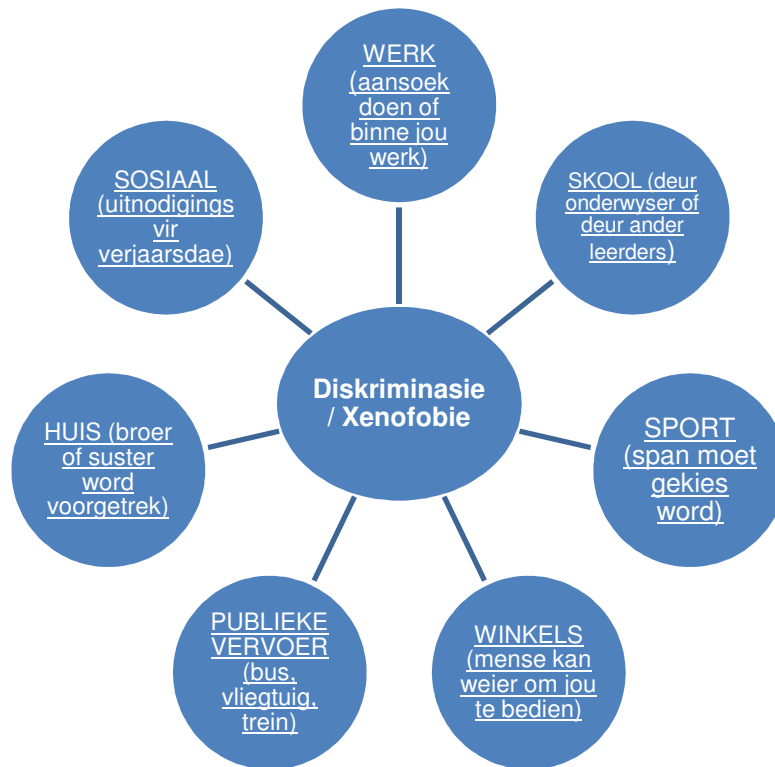 WERK
(aansoek
doen of
binne jou
werk)
SKOOL (deur
onderwyser of
deur ander
leerders)
SPORT
(span moet
gekies
word)
WINKELS
(mense kan
weier om jou
te bedien)
PUBLIEKE
VERVOER
(bus,
vliegtuig,
trein)
HUIS (broer
of suster
word
voorgetrek)
SOSIAAL
(uitnodigings
vir
verjaarsdae)
Diskriminasie
/ Xenofobie